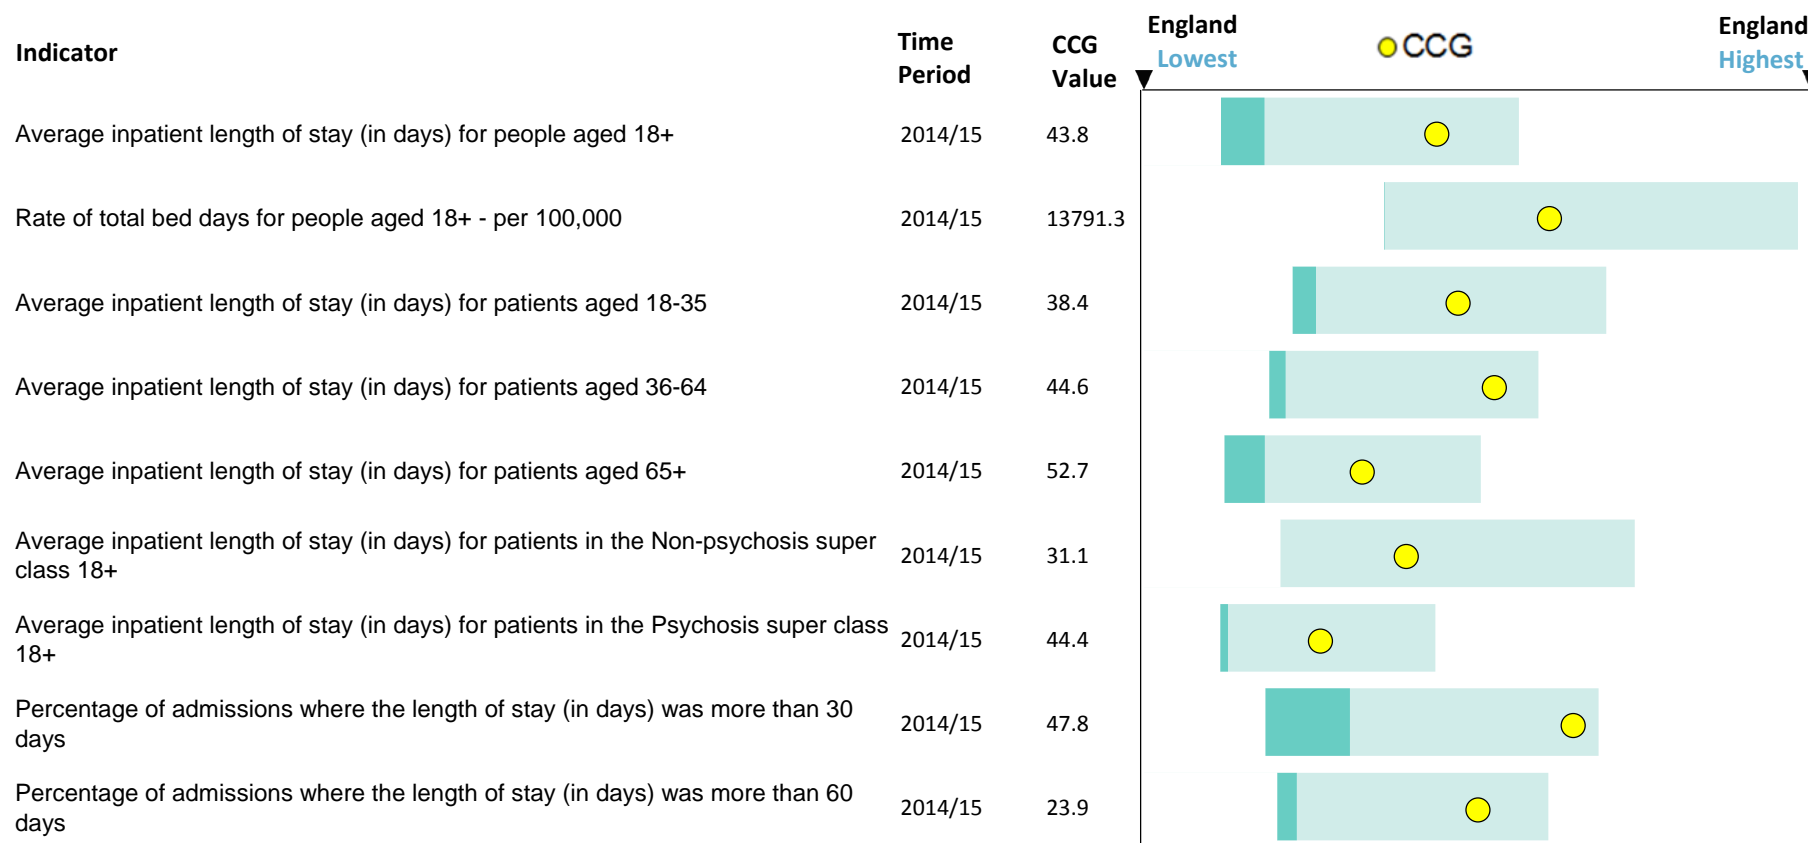 Indicator
Time
Period
CCG
Value
England
Lowest
CCG
England
Highest
Average inpatient length of stay (in days) for people aged 18+ 2014/15 43.8
Rate of total bed days for people aged 18+ - per 100,000 2014/15 13791.3
Average inpatient length of stay (in days) for patients aged 18-35 2014/15 38.4
Average inpatient length of stay (in days) for patients aged 36-64 2014/15 44.6
Average inpatient length of stay (in days) for patients aged 65+ 2014/15 52.7
Average inpatient length of stay (in days) for patients in the Non-psychosis super
class 18+
2014/15 31.1
Average inpatient length of stay (in days) for patients in the Psychosis super class
18+
2014/15 44.4
Percentage of admissions where the length of stay (in days) was more than 30
days
2014/15 47.8
Percentage of admissions where the length of stay (in days) was more than 60
days
2014/15 23.9